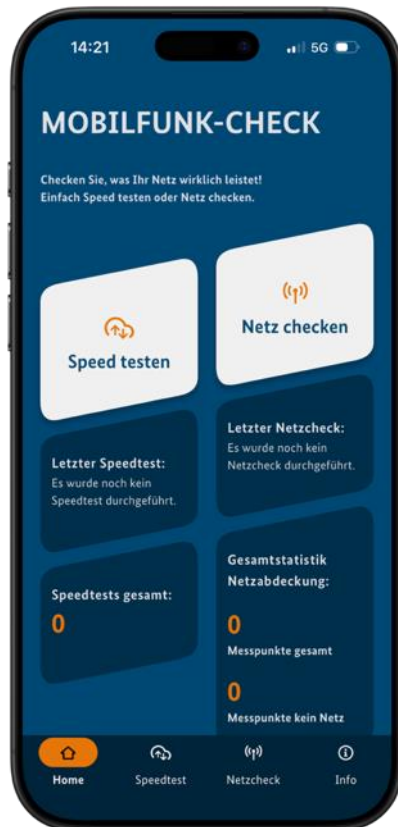 14:21
5G
MOBILFUNK-CHECK
Checken Sie, was Ihr Netz wirklich leistet!
Einfach Speed testen oder Netz checken.
Speed testen
Netz checken
Letzter Speedtest:
Es wurde noch kein
Speedtest durchgeführt.
Letzter Netzcheck:
Es wurde noch kein
Netzcheck durchgeführt.
Speedtests gesamt:
0
Gesamtstatistik
Netzabdeckung:
0
Messpunkte gesamt
0
Messpunkte kein Netz
Home
Speedtest
Netzcheck
Info